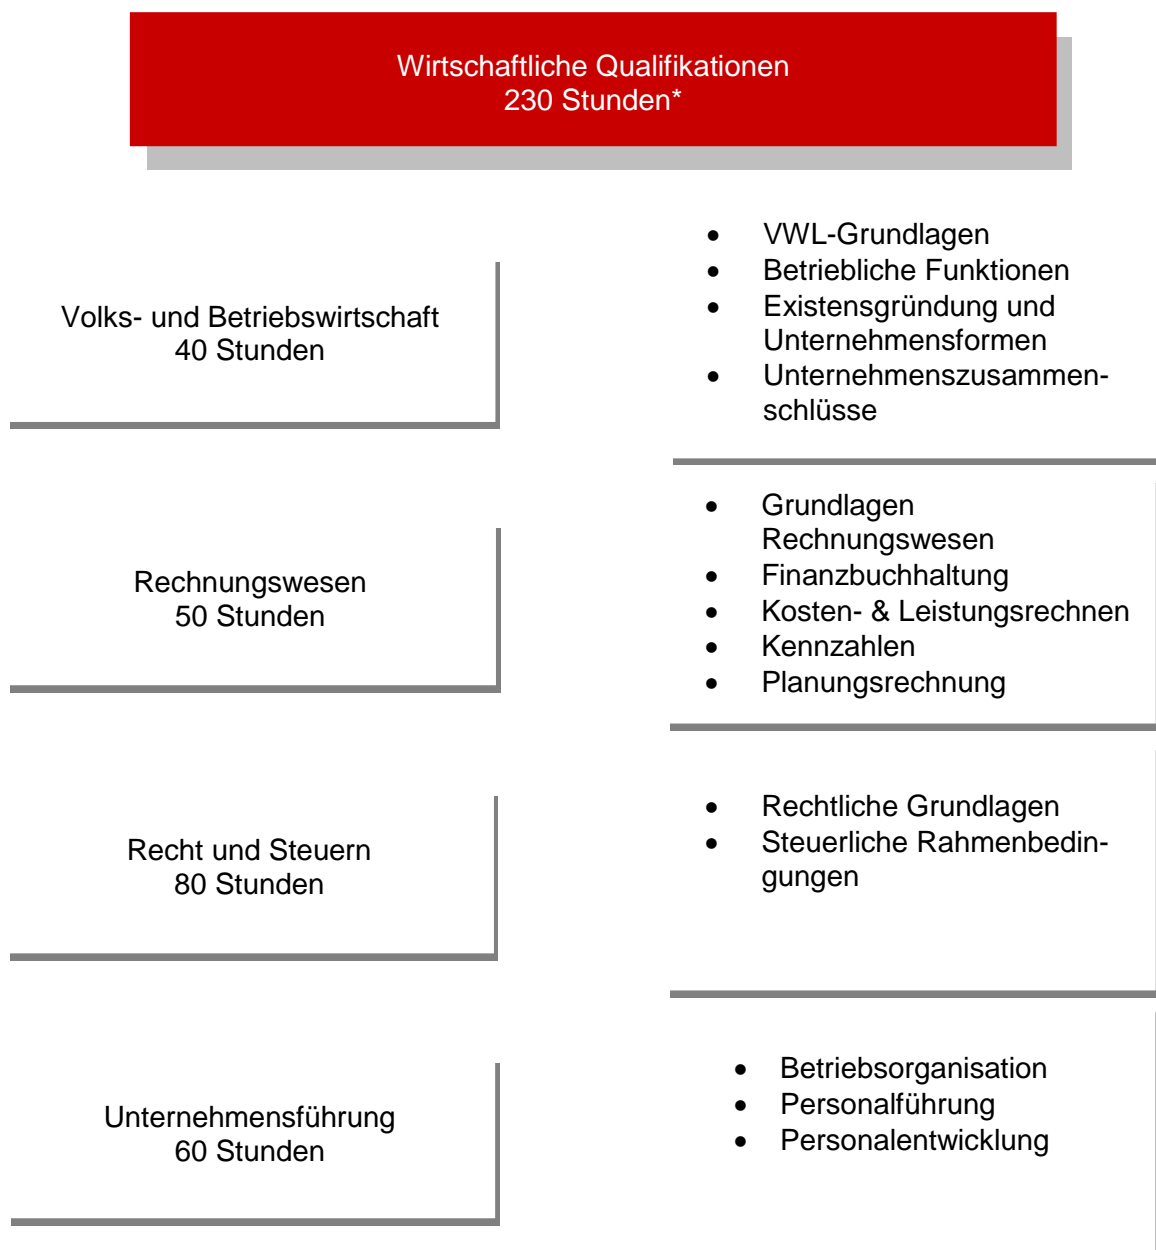 Wirtschaftliche Qualifikationen
230 Stunden*
Volks- und Betriebswirtschaft
40 Stunden
• VWL-Grundlagen
• Betriebliche Funktionen
• Existensgründung und
Unternehmensformen
• Unternehmenszusammen-
schlüsse
Rechnungswesen
50 Stunden
• Grundlagen
Rechnungswesen
• Finanzbuchhaltung
• Kosten- & Leistungsrechnen
• Kennzahlen
• Planungsrechnung
Recht und Steuern
80 Stunden
• Rechtliche Grundlagen
• Steuerliche Rahmenbedin-
gungen
Unternehmensführung
60 Stunden
• Betriebsorganisation
• Personalführung
• Personalentwicklung